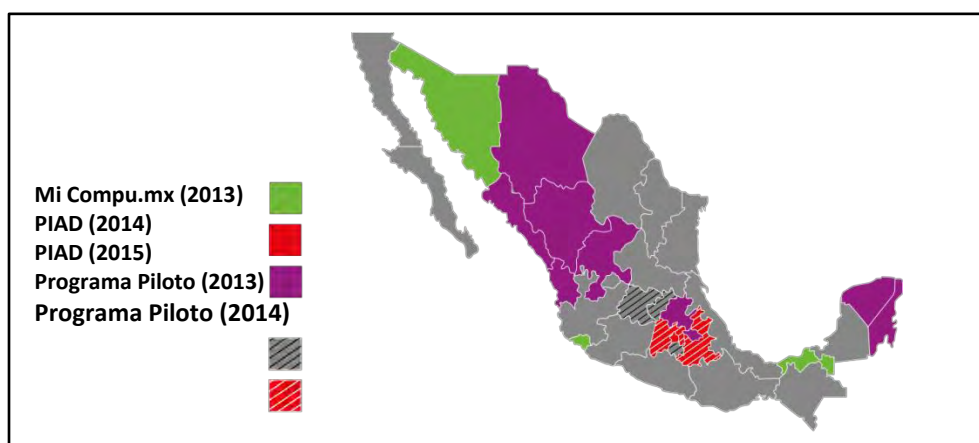 Mi Compu.mx (2013)
PIAD (2014)
PIAD (2015)
Programa Piloto (2013)
Programa Piloto (2014)